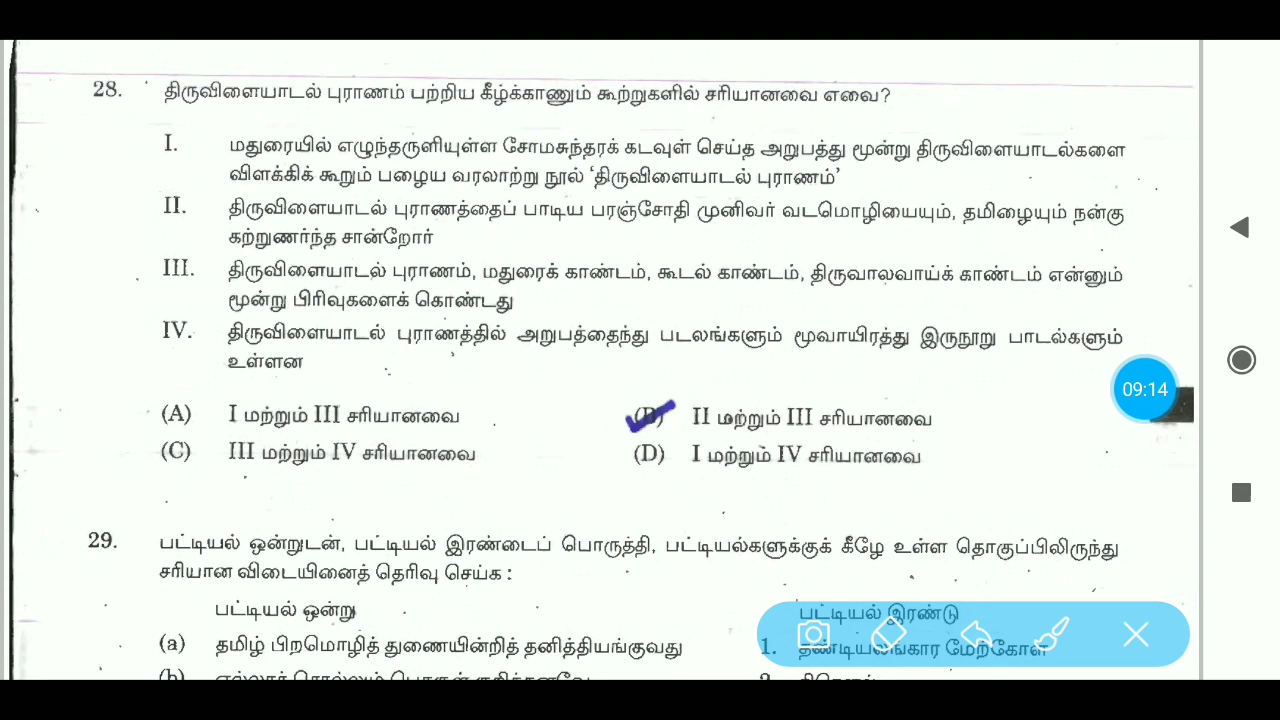 28. திருவிளையாடல் புராணம் பற்றிய கீழ்க்காணும் கூற்றுகளில் சரியானவை எவை?
I. மதுரையில் எழுந்தருளியுள்ள சோமசுந்தரக் கடவுள் செய்த அறுபத்து மூன்று திருவிளையாடல்களை
விளக்கிக் கூறும் பழைய வரலாற்று நூல் ‘திருவிளையாடல் புராணம்’
II. திருவிளையாடல் புராணத்தைப் பாடிய பரஞ்சோதி முனிவர் வடமொழியையும், தமிழையும் நன்கு
கற்றுணர்ந்த சான்றோர்
III. திருவிளையாடல் புராணம், மதுரைக் காண்டம், கூடல் காண்டம், திருவாலவாய்க் காண்டம் என்னும்
மூன்று பிரிவுகளைக் கொண்டது
IV. திருவிளையாடல் புராணத்தில் அறுபத்தைந்து படலங்களும் மூவாயிரத்து இருநூறு பாடல்களும்
உள்ளன
09:14
(A) I மற்றும் III சரியானவை (B) II மற்றும் III சரியானவை
(C) III மற்றும் IV சரியானவை (D) I மற்றும் IV சரியானவை
29. பட்டியல் ஒன்றுடன், பட்டியல் இரண்டைப் பொருத்தி, பட்டியல்களுக்குக் கீழே உள்ள தொகுப்பிலிருந்து
சரியான விடையினைத் தெரிவு செய்க :
பட்டியல் ஒன்று பட்டியல் இரண்டு
(a) தமிழ் பிறமொழித் துணையின்றித் தனித்தியங்குவது 1. தண்டியலங்கார மேற்கோள்